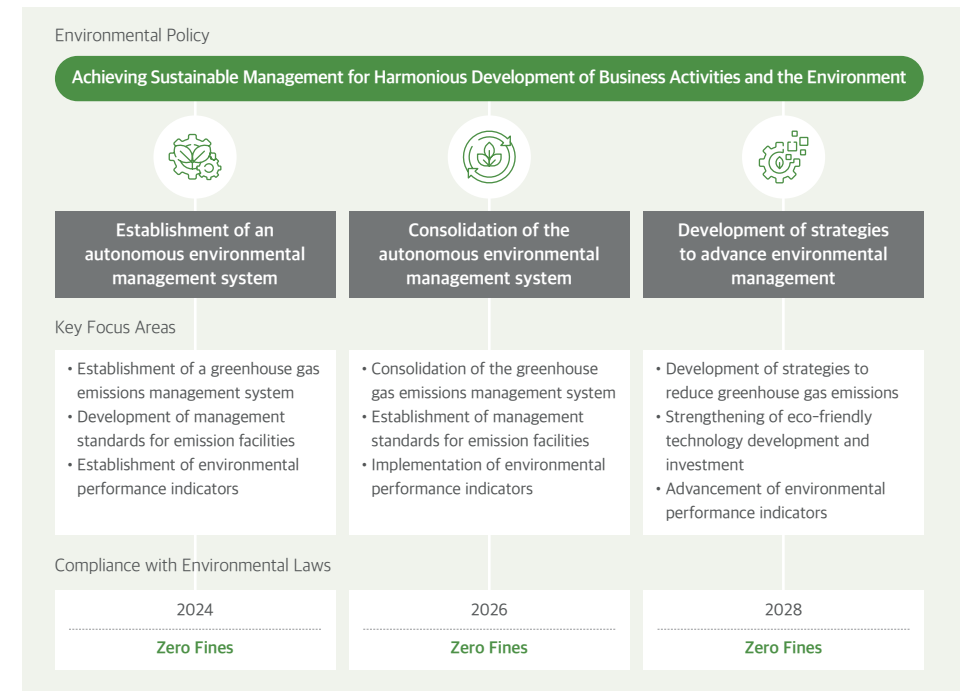 Environmental Policy
Achieving Sustainable Management for Harmonious Development of Business Activities and the Environment
Establishment of an
autonomous environmental
management system
Consolidation of the
autonomous environmental
management system
Development of strategies
to advance environmental
management
Key Focus Areas
• Establishment of a greenhouse gas
emissions management system
• Development of management
standards for emission facilities
• Establishment of environmental
performance indicators
• Consolidation of the greenhouse
gas emissions management system
• Establishment of management
standards for emission facilities
• Implementation of environmental
performance indicators
• Development of strategies to
reduce greenhouse gas emissions
• Strengthening of eco-friendly
technology development and
investment
• Advancement of environmental
performance indicators
Compliance with Environmental Laws
2024
Zero Fines
2026
Zero Fines
2028
Zero Fines